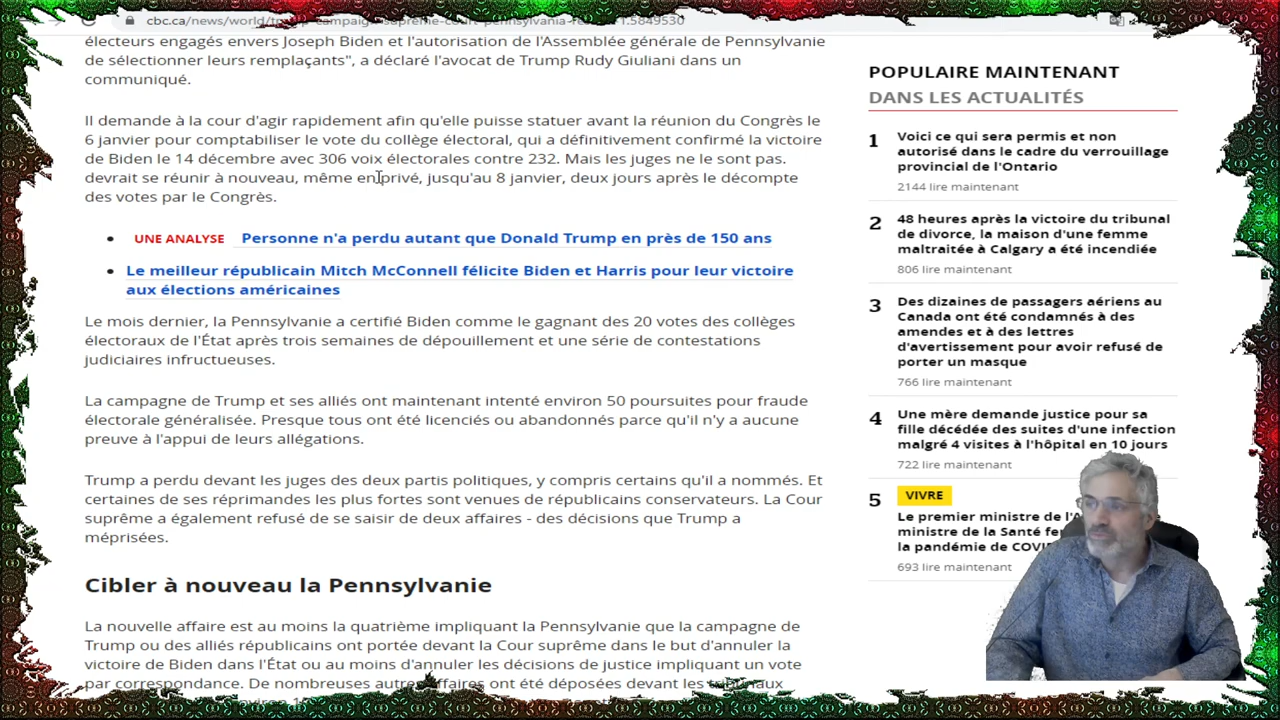 cbc.ca/news/world/
électeurs engagés envers Joseph Biden et l'autorisation de l'Assemblée générale de Pennsylvanie
de sélectionner leurs remplaçants", a déclaré l'avocat de Trump Rudy Giuliani dans un
communiqué.
Il demande à la cour d'agir rapidement afin qu'elle puisse statuer avant la réunion du Congrès le
6 janvier pour comptabiliser le vote du collège électoral, qui a définitivement confirmé la victoire
de Biden le 14 décembre avec 306 voix électorales contre 232. Mais les juges ne le sont pas.
devrait se réunir à nouveau, même en privé, jusqu'au 8 janvier, deux jours après le décompte
des votes par le Congrès.
• UNE ANALYSE Personne n'a perdu autant que Donald Trump en près de 150 ans
• Le meilleur républicain Mitch McConnell félicite Biden et Harris pour leur victoire
aux élections américaines
Le mois dernier, la Pennsylvanie a certifié Biden comme le gagnant des 20 votes des collèges
électoraux de l'État après trois semaines de dépouillement et une série de contestations
judiciaires infructueuses.
La campagne de Trump et ses alliés ont maintenant intenté environ 50 poursuites pour fraude
électorale généralisée. Presque tous ont été licenciés ou abandonnés parce qu'il n'y a aucune
preuve à l'appui de leurs allégations.
Trump a perdu devant les juges des deux partis politiques, y compris certains qu'il a nommés. Et
certaines de ses réprimandes les plus fortes sont venues de républicains conservateurs. La Cour
suprême a également refusé de se saisir de deux affaires - des décisions que Trump a
méprisées.
Cibler à nouveau la Pennsylvanie
La nouvelle affaire est au moins la quatrième impliquant la Pennsylvanie que la campagne de
Trump ou des alliés républicains ont portée devant la Cour suprême dans le but d'annuler la
victoire de Biden dans l'État ou au moins d'annuler les décisions de justice impliquant un vote
par correspondance. De nombreuses autres affaires ont été déposées devant les tribunaux
POPULAIRE MAINTENANT
DANS LES ACTUALITÉS
1 Voici ce qui sera permis et non
autorisé dans le cadre du verrouillage
provincial de l'Ontario
2144 lire maintenant
2 48 heures après la victoire du tribunal
de divorce, la maison d'une femme
maltraitée à Calgary a été incendiée
806 lire maintenant
3 Des dizaines de passagers aériens au
Canada ont été condamnés à des
amendes et à des lettres
d'avertissement pour avoir refusé de
porter un masque
766 lire maintenant
4 Une mère demande justice pour sa
fille décédée des suites d'une infection
malgré 4 visites à l'hôpital en 10 jours
722 lire maintenant
5 VIVRE
Le premier ministre de
ministre de la Santé
la pandémie de
693 lire maintenant